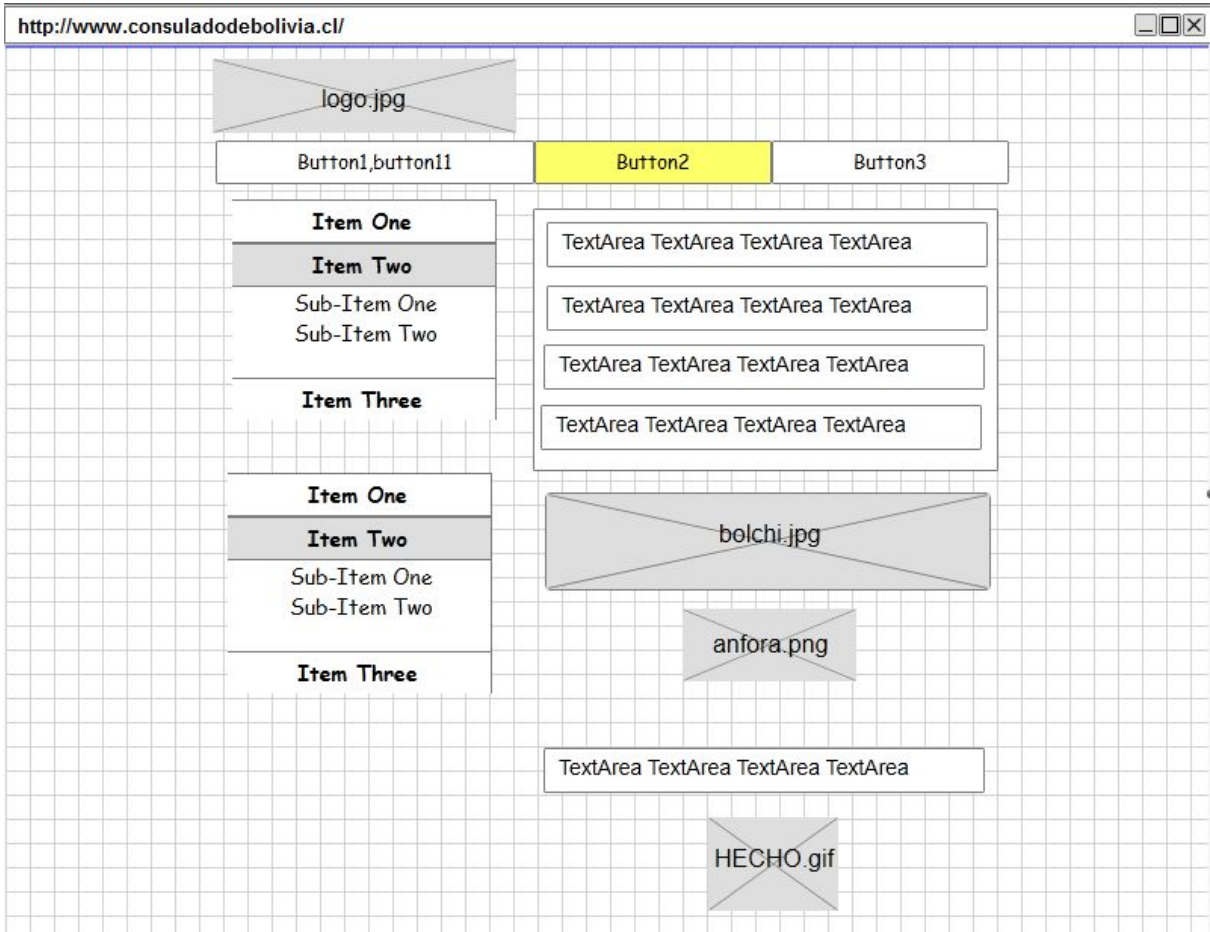 http://www.consuladodebolivia.cl/
logo.jpg
Button1,button11 Button2 Button3
Item One
Item Two
Sub-Item One
Sub-Item Two
Item Three
TextArea TextArea TextArea TextArea
TextArea TextArea TextArea TextArea
TextArea TextArea TextArea TextArea
TextArea TextArea TextArea TextArea
Item One
Item Two
Sub-Item One
Sub-Item Two
Item Three
bolchi.jpg
anfora.png
TextArea TextArea TextArea TextArea
HECHO.gif